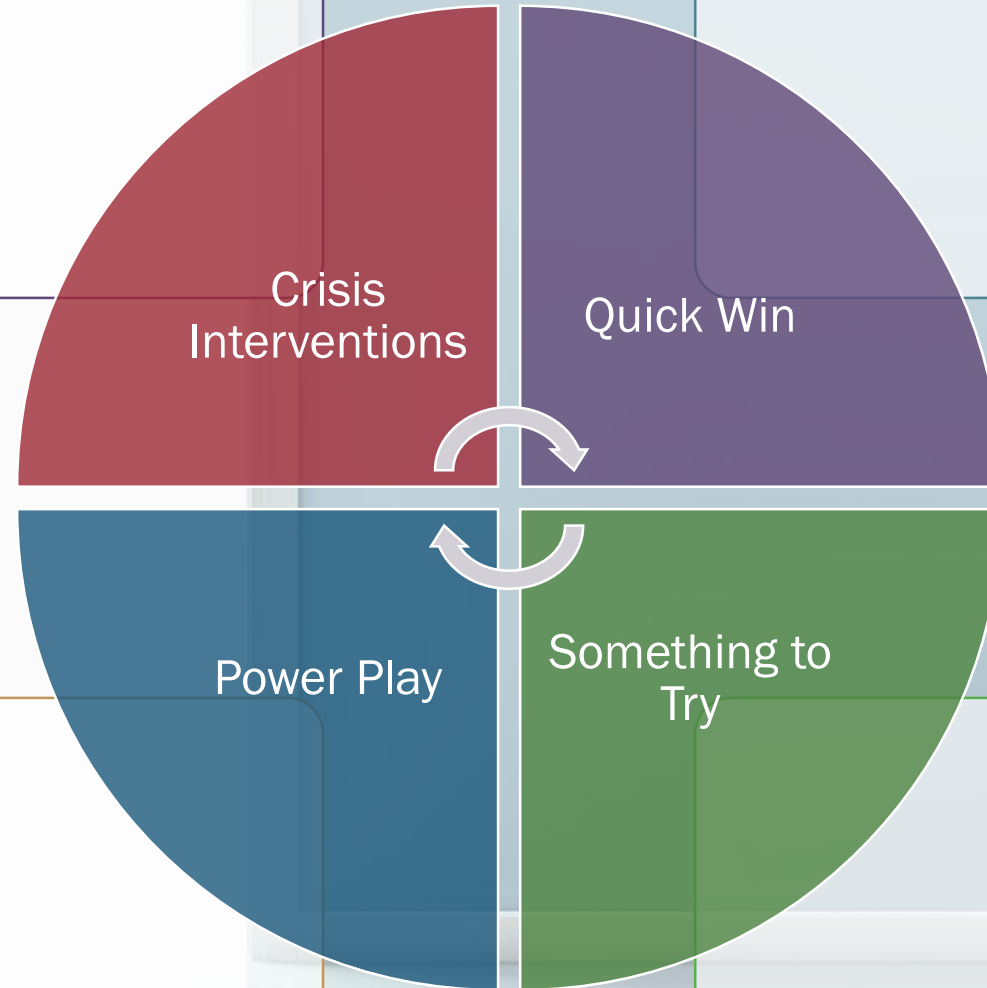 Crisis
Interventions
Quick Win
Power Play
Something to
Try